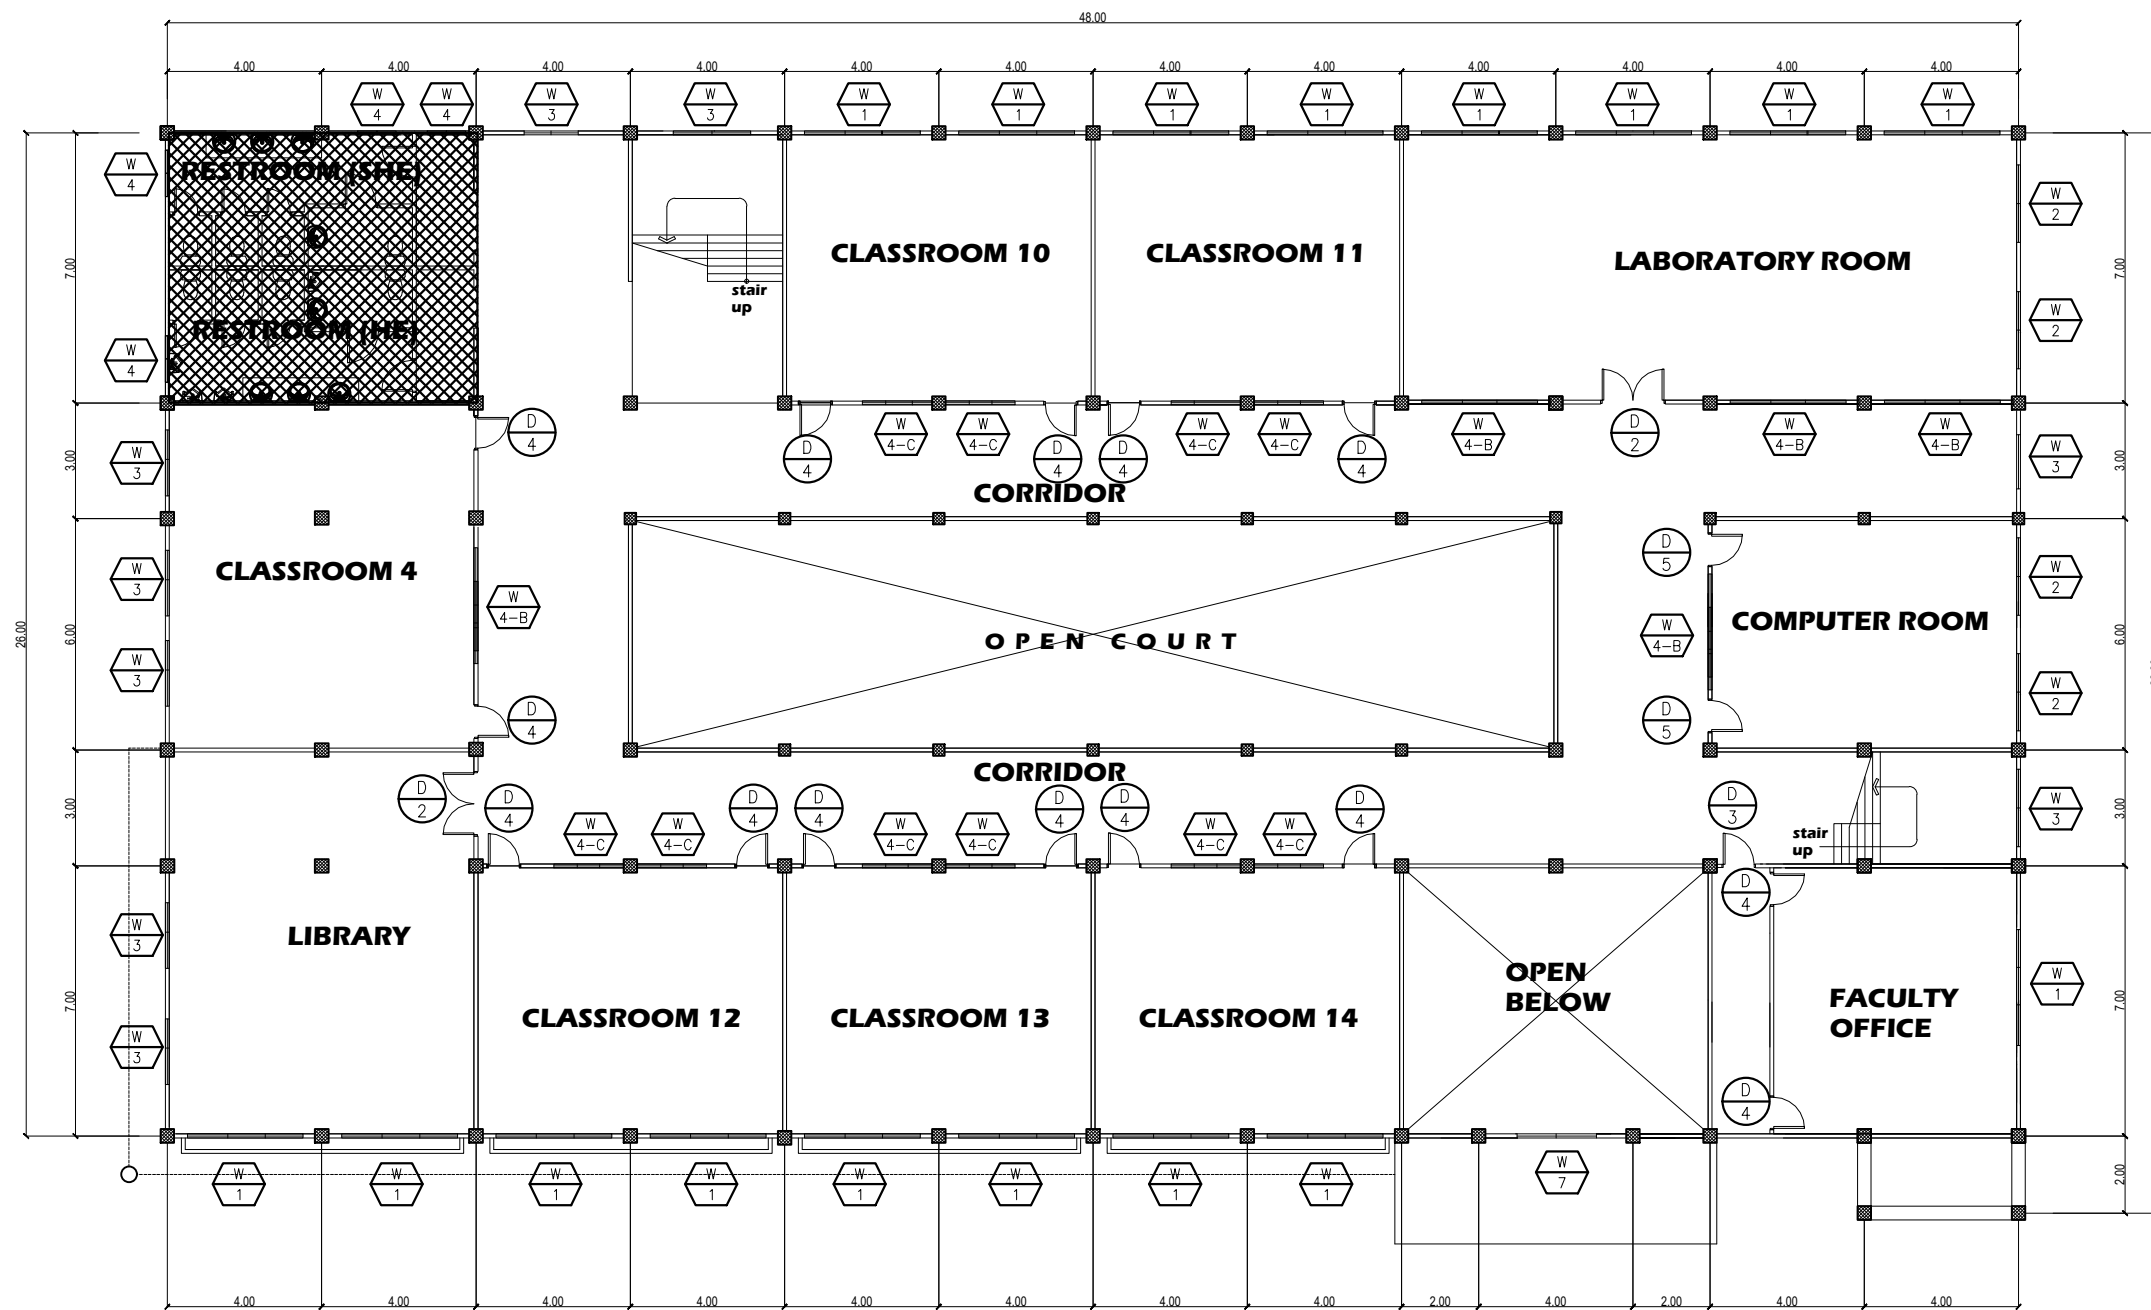 48.00
4.00 4.00 4.00 4.00 4.00 4.00 4.00 4.00 4.00 4.00 4.00 4.00
W 4 W 4 W 3 W 3 W 1 W 1 W 1 W 1 W 1 W 1 W 1 W 1
RESTROOM (SHE)
W 4
W 2
7.00
7.00
CLASSROOM 10
CLASSROOM 11
LABORATORY ROOM
stair
up
RESTROOM (HE)
W 4
W 2
D 4
D 4
W 4-C
W 4-C
D 4
D 4
W 4-C
W 4-C
D 4
W 4-B
D 2
W 4-B
W 4-B
W 3
3.00
W 3
3.00
CORRIDOR
W 3
CLASSROOM 4
D 5
W 2
W 4-B
26.00
6.00
OPEN COURT
W 4-B
COMPUTER ROOM
6.00
W 3
D 4
D 5
W 2
CORRIDOR
3.00
D 2
D 4
W 4-C
W 4-C
D 4
D 4
W 4-C
W 4-C
D 4
D 4
W 4-C
W 4-C
D 4
D 3
stair
up
W 3
3.00
D 4
W 3
LIBRARY
7.00
OPEN
BELOW
W 1
7.00
CLASSROOM 12
CLASSROOM 13
CLASSROOM 14
FACULTY
OFFICE
W 3
D 4
W 1 W 1 W 1 W 1 W 1 W 1 W 1 W 1 W 7
2.00
4.00 4.00 4.00 4.00 4.00 4.00 4.00 4.00 2.00 4.00 2.00 4.00 4.00